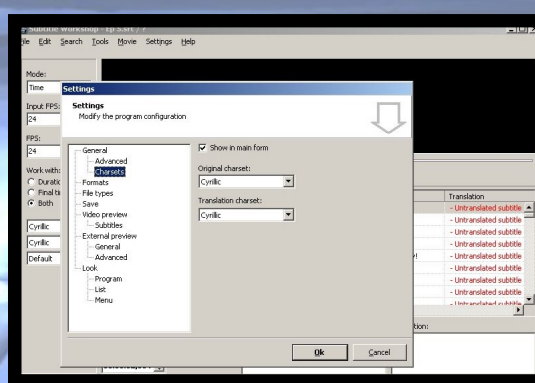 Subtitle Workshop - Ep 5.srt / ?
File Edit Search Tools Movie Settings Help
Mode:
Time
Input FPS:
24
FPS:
24
Work with:
Final
Both
Cyrillic
Cyrillic
Default
Settings
Settings
Modify the program configuration
General
Advanced
Charsets
Formats
File types
Save
Video preview
Subtitles
External preview
General
Advanced
Look
Program
List
Menu
Show in main form
Original charset:
Cyrillic
Translation charset:
Cyrillic
Ok Cancel
Translation
- Untranslated subtitle
- Untranslated subtitle
- Untranslated subtitle
- Untranslated subtitle
- Untranslated subtitle
- Untranslated subtitle
- Untranslated subtitle
- Untranslated subtitle
- Untranslated subtitle